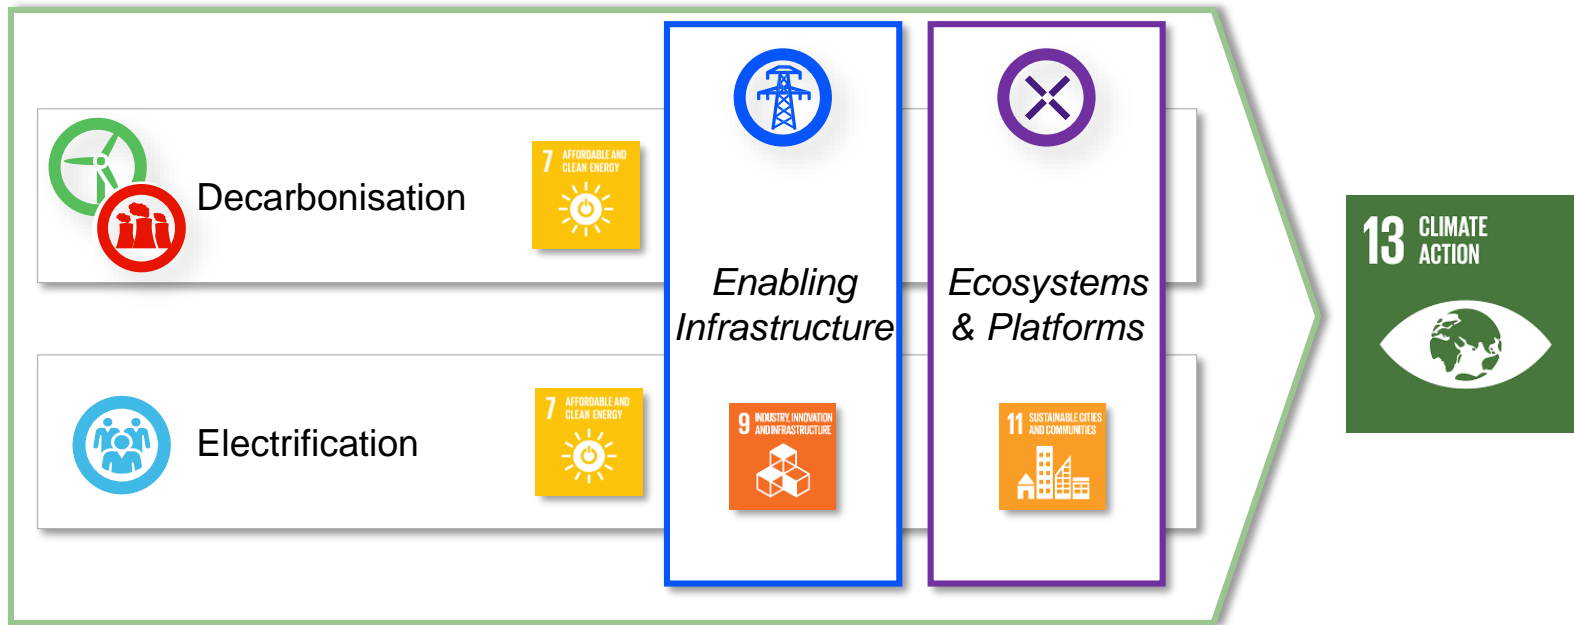 Decarbonisation
7 AFFORDABLE AND
CLEAN ENERGY
Electrification
7 AFFORDABLE AND
CLEAN ENERGY
Enabling
Infrastructure
9 INDUSTRY, INNOVATION
AND INFRASTRUCTURE
Ecosystems
& Platforms
11 SUSTAINABLE CITIES
AND COMMUNITIES
13 CLIMATE
ACTION